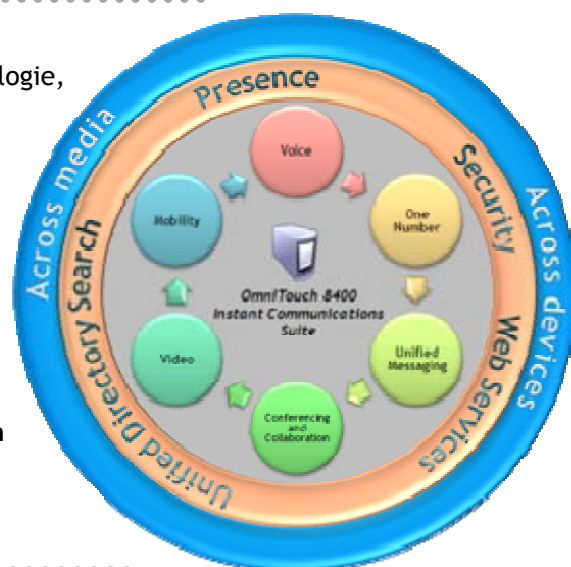 logie,
Presence
Across media
Voice
Security
Mobility
One
Number
Across devices
OmniTouch 8400
Instant Communications
Suite
Unified Directory Search
Video
Unified
Messaging
Web Services
Conferencing
and
Collaboration
n